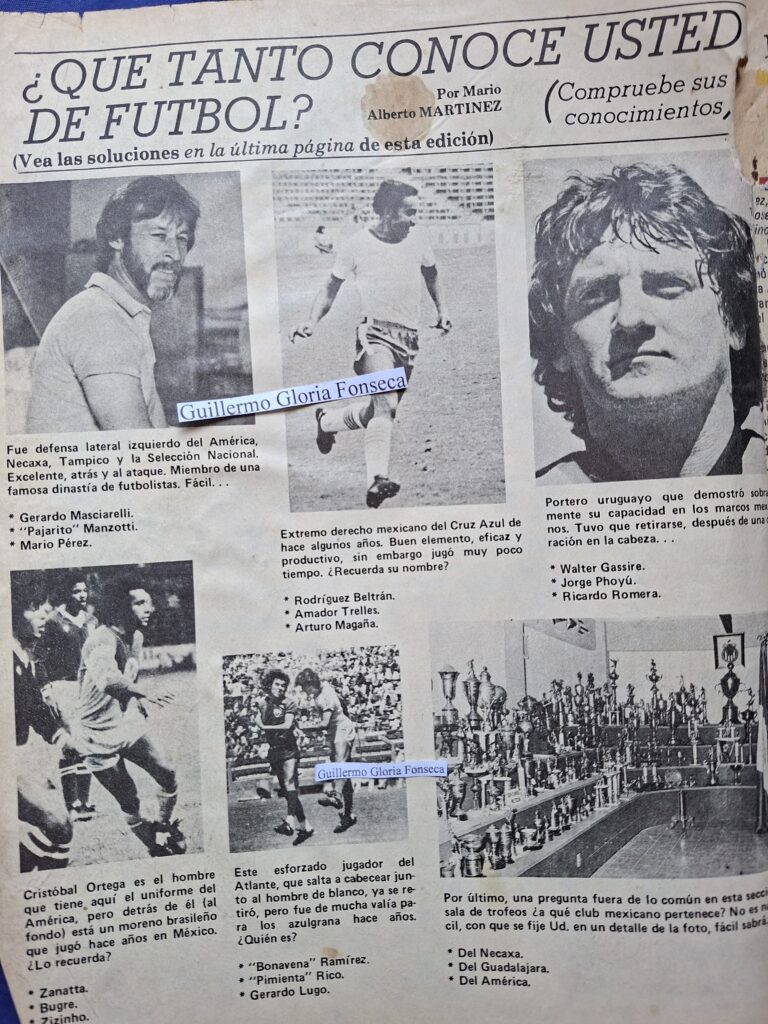 ¿QUE TANTO CONOCE USTED
DE FUTBOL?
Por Mario
Alberto MARTINEZ
(Compruebe sus
conocimientos,
(Vea las soluciones en la última página de esta edición)
Guillermo Gloria Fonseca
Fue defensa lateral izquierdo del América,
Necaxa, Tampico y la Selección Nacional.
Excelente, atrás y al ataque. Miembro de una
famosa dinastía de futbolistas. Fácil. . .
* Gerardo Masciarelli.
* "Pajarito" Manzotti.
* Mario Pérez.
Extremo derecho mexicano del Cruz Azul de
hace algunos años. Buen elemento, eficaz y
productivo, sin embargo jugó muy poco
tiempo. ¿Recuerda su nombre?
* Rodríguez Beltrán.
* Amador Trelles.
* Arturo Magaña.
Portero uruguayo que demostró
mente su capacidad en los marcos
nos. Tuvo que retirarse, después de una
ración en la cabeza. . .
* Walter Gassire.
* Jorge Phoyú.
* Ricardo Romera.
Cristóbal Ortega es el hombre
que tiene aquí el uniforme del
América, pero detrás de él (al
fondo) está un moreno brasileño
que jugó hace años en México.
¿Lo recuerda?
* Zanatta.
* Bugre.
* Zizinho.
Guillermo Gloria Fonseca
Este esforzado jugador del
Atlante, que salta a cabecear jun-
to al hombre de blanco, ya se re-
tiró, pero fue de mucha valía pa-
ra los azulgrana hace años.
¿Quién es?
* "Bonavena" Ramírez.
* "Pimienta" Rico.
* Gerardo Lugo.
Por último, una pregunta fuera de lo común en esta
sala de trofeos ¿a qué club mexicano pertenece? No es
cil, con que se fije Ud. en un detalle de la foto, fácil sabrá.
* Del Necaxa.
* Del Guadalajara.
* Del América.